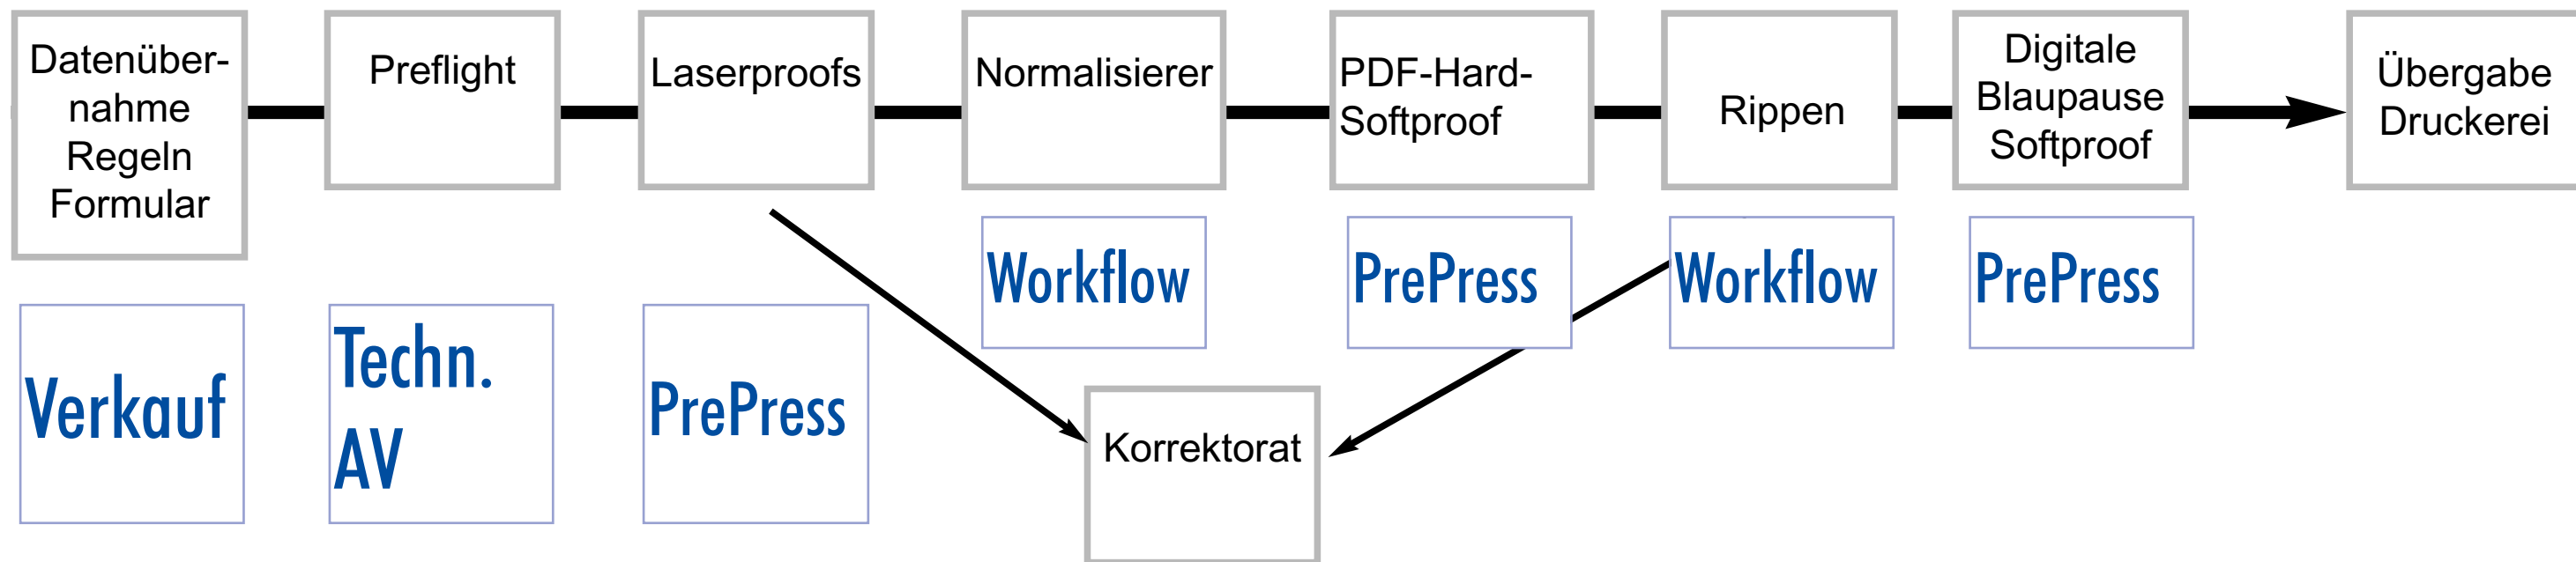 Datenüber-
nahme
Regeln
Formular
Preflight
Laserproofs
Normalisierer
PDF-Hard-
Softproof
Rippen
Digitale
Blaupause
Softproof
Übergabe
Druckerei
Verkauf
Techn.
AV
PrePress
Workflow
PrePress
Workflow
PrePress
Korrektorat